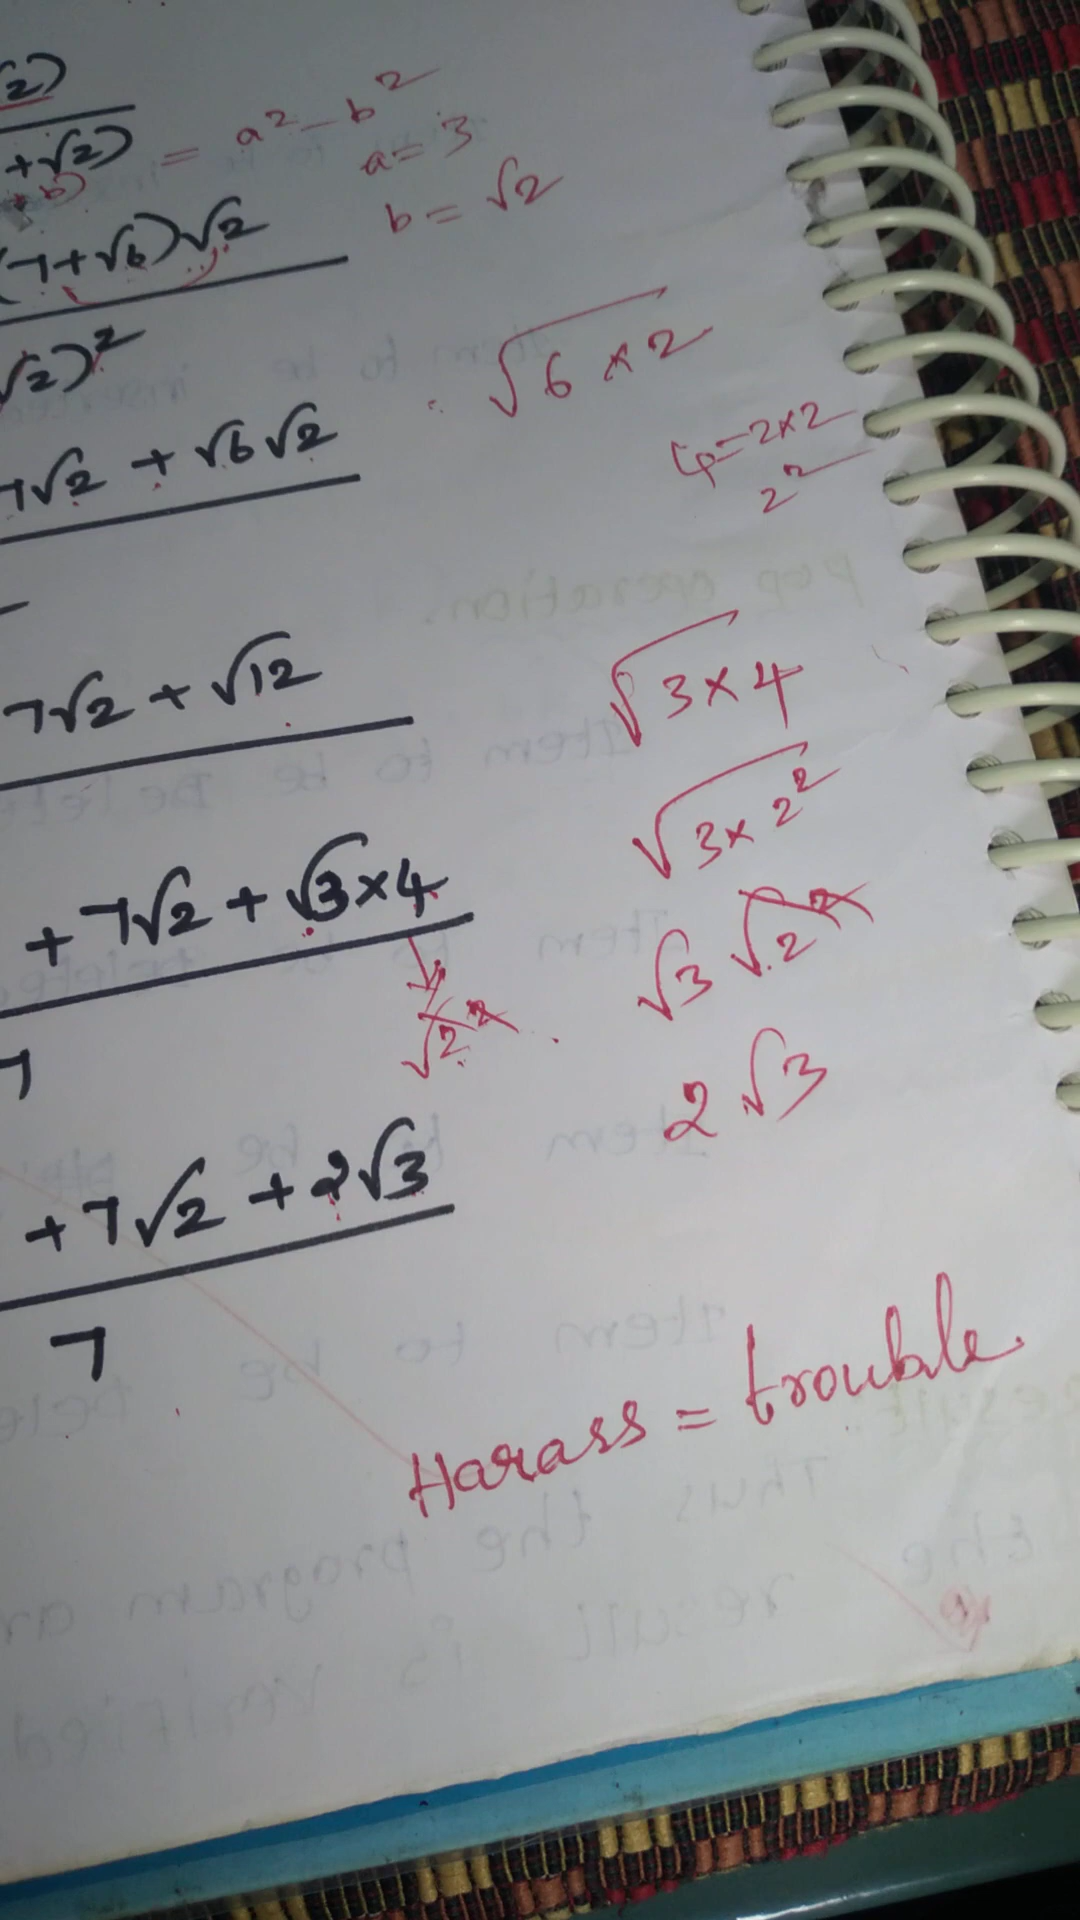 √2)
+√2)
+ b)
= a² - b²
a = 3
b = √2
(7+√6)√2
√2)²
√6 × 2
7√2 + √6√2
4 = 2×2
2²
7√2 + √12
√3×4
√3×2²
+ 7√2 + √3×4
7
√2²
√3 √2²
2√3
+ 7√2 + 2√3
7
Harass = trouble.